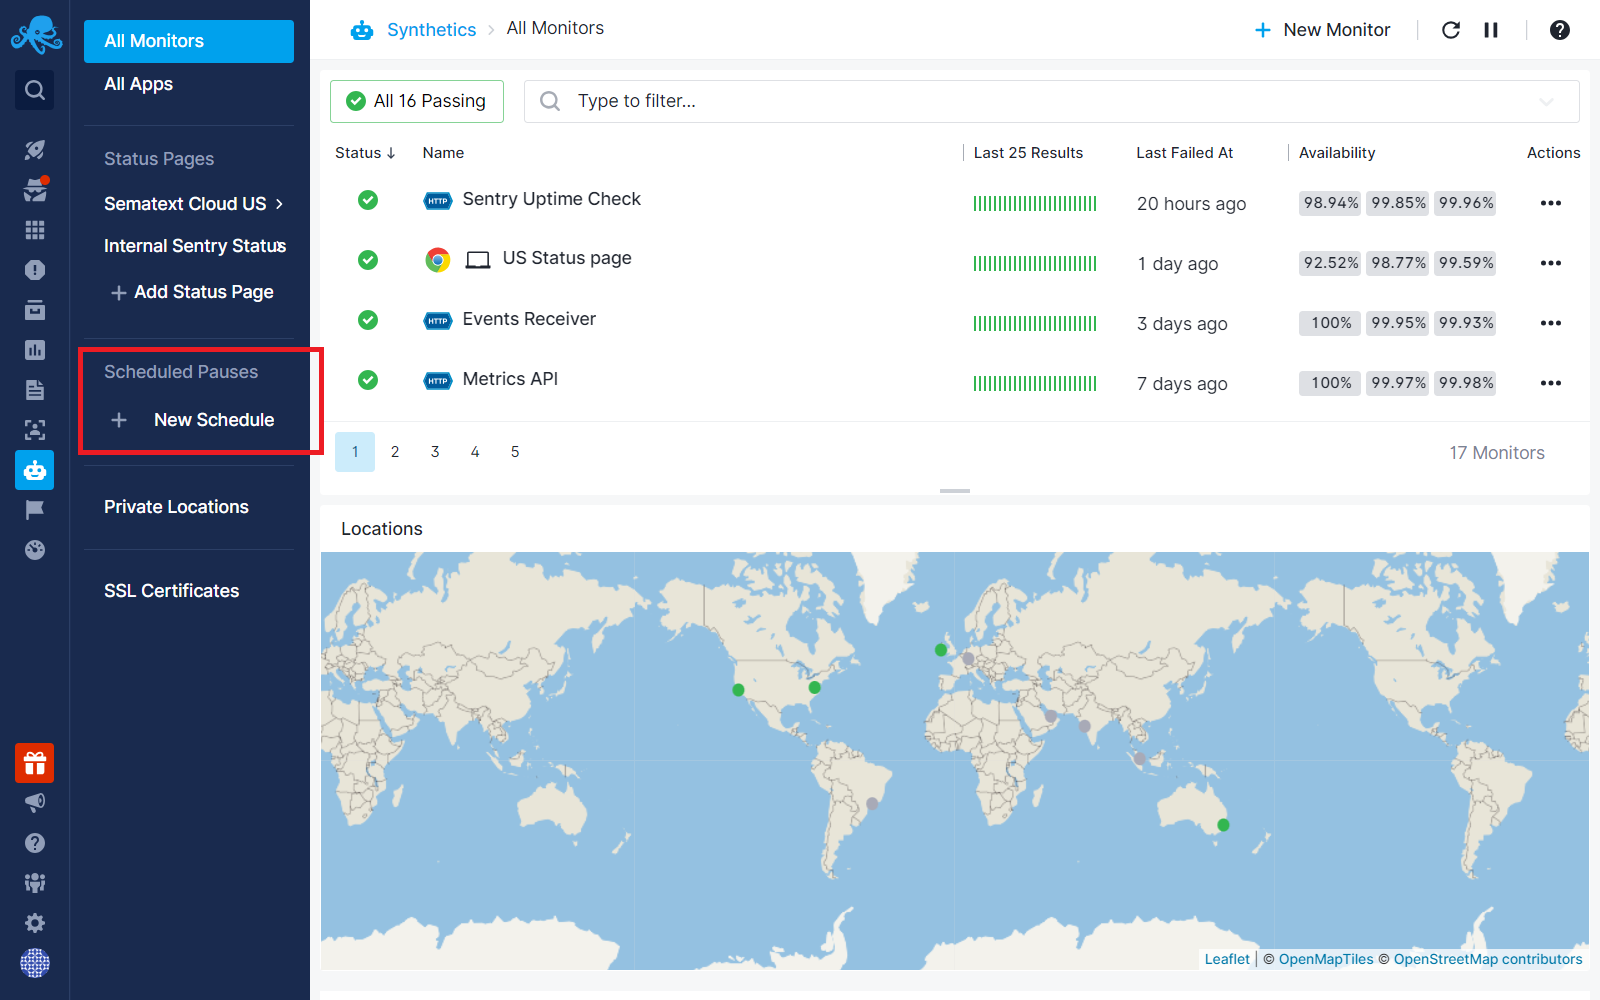 All Monitors
All Apps
Status Pages
Sematext Cloud US
Internal Sentry Status
+ Add Status Page
Scheduled Pauses
+ New Schedule
Private Locations
SSL Certificates
Synthetics > All Monitors
+ New Monitor
All 16 Passing
Type to filter...
Status ↓ Name Last 25 Results Last Failed At Availability Actions
HTTP Sentry Uptime Check 20 hours ago 98.94% 99.85% 99.96%
US Status page 1 day ago 92.52% 98.77% 99.59%
HTTP Events Receiver 3 days ago 100% 99.95% 99.93%
HTTP Metrics API 7 days ago 100% 99.97% 99.98%
1 2 3 4 5 17 Monitors
Locations
Leaflet | © OpenMapTiles © OpenStreetMap contributors